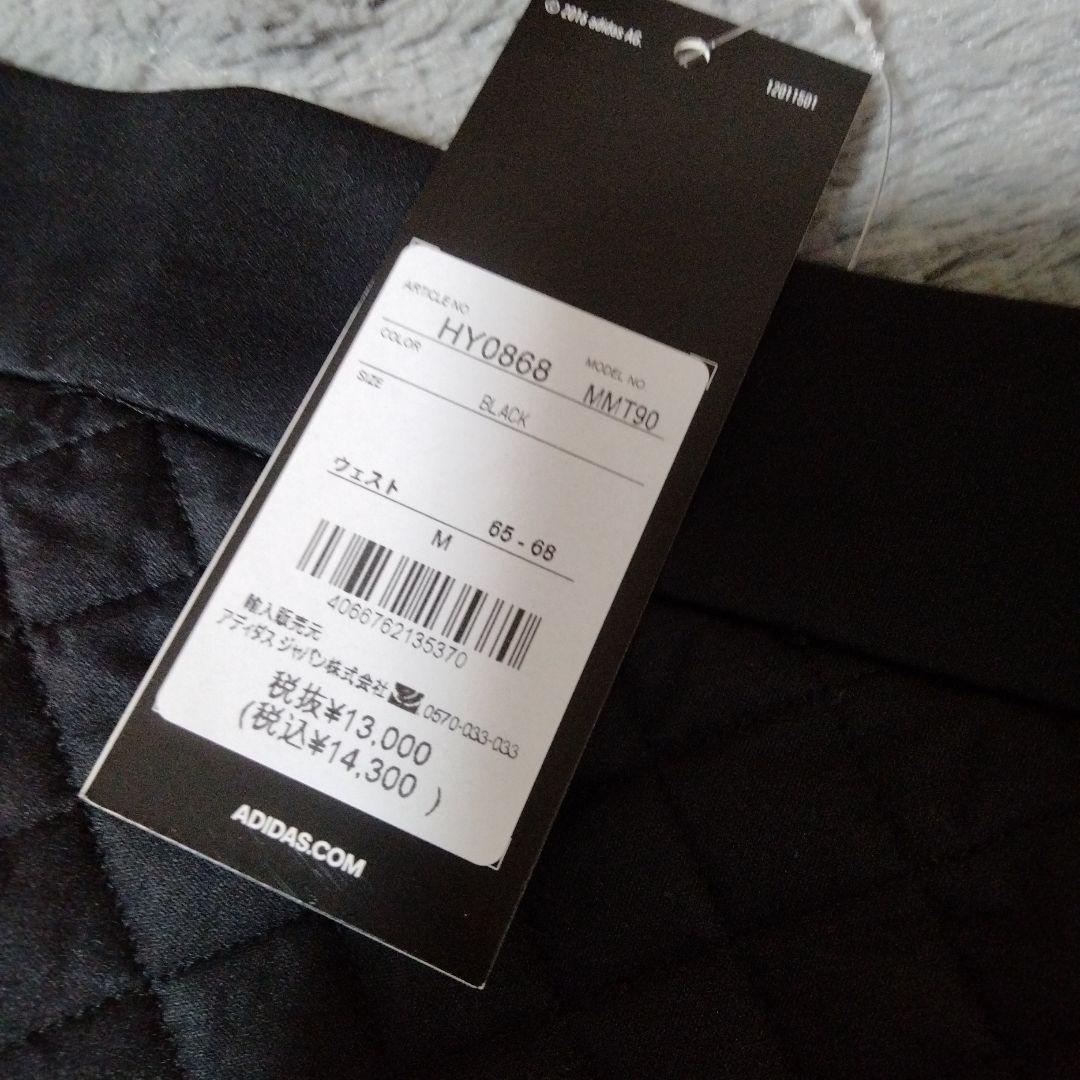 © 2016 adidas AG.
12011601
ARTICLE NO
HY0868
MODEL NO
MMT90
COLOR
BLACK
SIZE
ウェスト
65 - 68
M
4066762135370
輸入販売元
アディダス ジャパン株式会社 0570-033-033
税抜¥13,000
(税込¥14,300 )
ADIDAS.COM